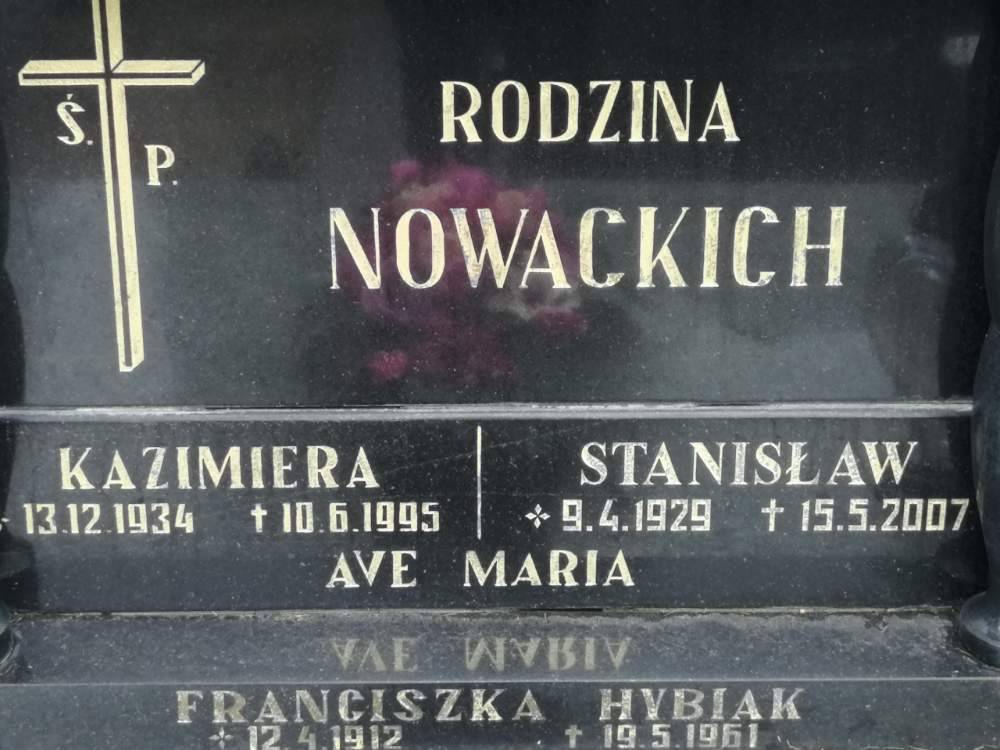 Ś. P.
RODZINA
NOWACKICH
KAZIMIERA
13.12.1934 † 10.6.1995
STANISŁAW
9.4.1929 † 15.5.2007
AVE MARIA
FRANCISZKA HYBIAK
12.4.1912 † 19.5.1961